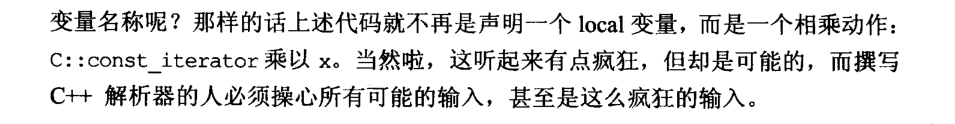 变量名称呢？那样的话上述代码就不再是声明一个 local 变量，而是一个相乘动作：
C::const_iterator 乘以 x。当然啦，这听起来有点疯狂，但却是可能的，而撰写
C++ 解析器的人必须操心所有可能的输入，甚至是这么疯狂的输入。